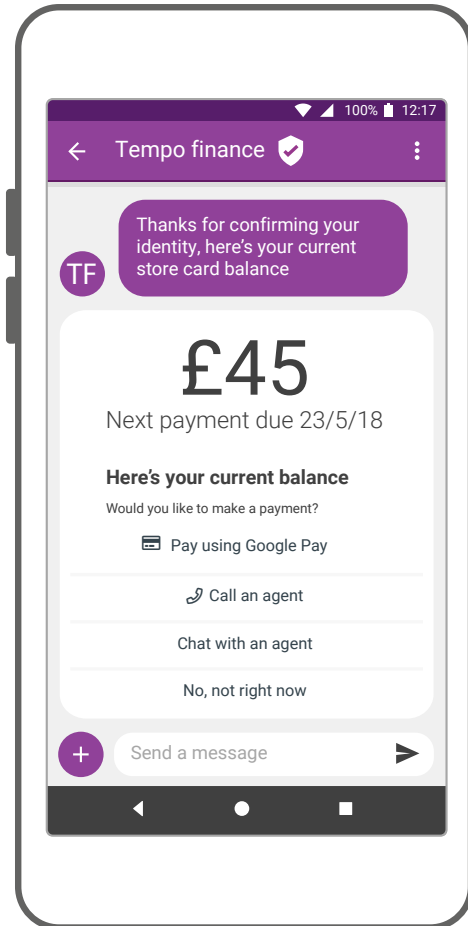 100% 12:17
Tempo finance
Thanks for confirming your
identity, here's your current
store card balance
TF
£45
Next payment due 23/5/18
Here's your current balance
Would you like to make a payment?
Pay using Google Pay
Call an agent
Chat with an agent
No, not right now
+ Send a message